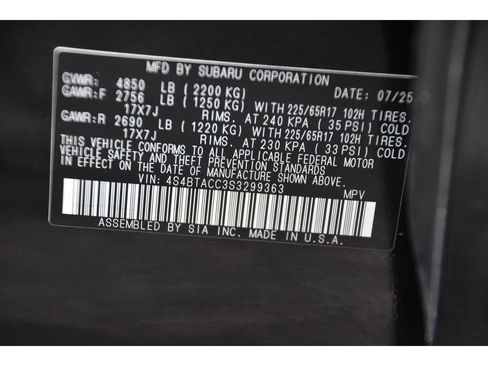 MFD BY SUBARU CORPORATION
GVWR: 4850 LB (2200 KG) DATE: 07/25
GAWR:F 2756 LB (1250 KG) WITH 225/65R17 102H TIRES,
17X7J RIMS, AT 240 KPA (35 PSI) COLD
GAWR:R 2690 LB (1220 KG) WITH 225/65R17 102H TIRES,
17X7J RIMS, AT 230 KPA (33 PSI) COLD
THIS VEHICLE CONFORMS TO ALL APPLICABLE FEDERAL MOTOR
VEHICLE SAFETY AND THEFT PREVENTION STANDARDS
IN EFFECT ON THE DATE OF MANUFACTURE SHOWN ABOVE.
VIN: 4S4BTACC3S3299363 MPV
ASSEMBLED BY SIA INC. MADE IN U.S.A.